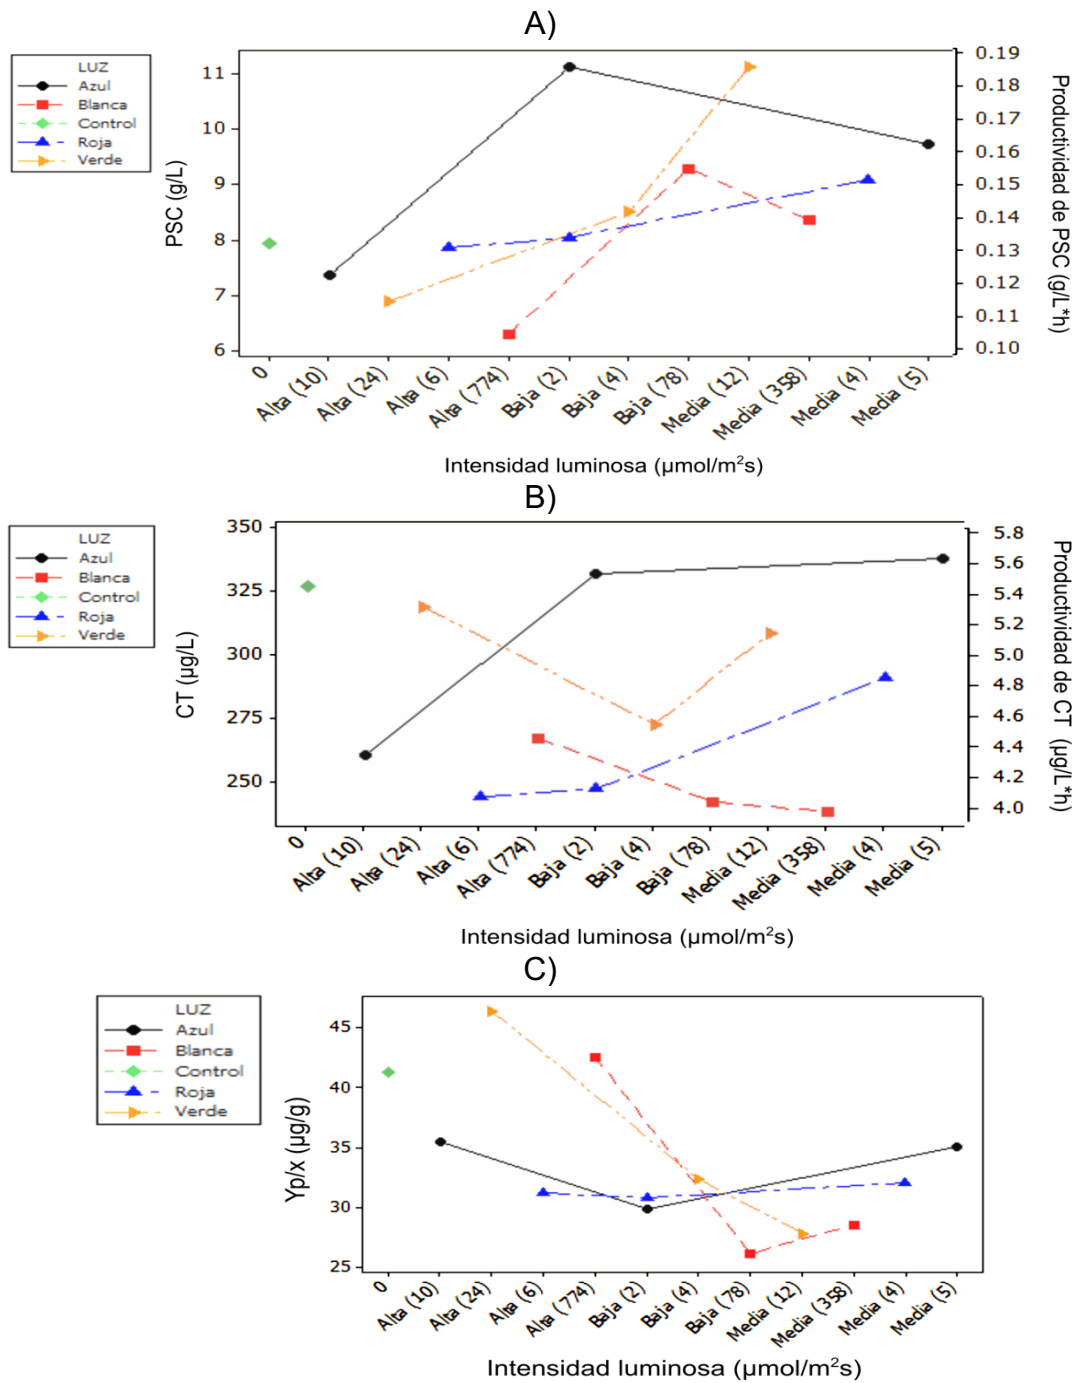 A)
LUZ
Azul
Blanca
Control
Roja
Verde
PSC (g/L)
11
10
9
8
7
6
0.19
0.18
0.17
0.16
0.15
0.14
0.13
0.12
0.11
0.10
Productividad de PSC (g/L*h)
0
Alta (10)
Alta (24)
Alta (6)
Alta (774)
Baja (2)
Baja (4)
Baja (78)
Media (12)
Media (358)
Media (4)
Media (5)
Intensidad luminosa (µmol/m²s)
B)
LUZ
Azul
Blanca
Control
Roja
Verde
CT (µg/L)
350
325
300
275
250
5.8
5.6
5.4
5.2
5.0
4.8
4.6
4.4
4.2
4.0
Productividad de CT (µg/L*h)
0
Alta (10)
Alta (24)
Alta (6)
Alta (774)
Baja (2)
Baja (4)
Baja (78)
Media (12)
Media (358)
Media (4)
Media (5)
Intensidad luminosa (µmol/m²s)
C)
LUZ
Azul
Blanca
Control
Roja
Verde
Yp/x (µg/g)
45
40
35
30
25
0
Alta (10)
Alta (24)
Alta (6)
Alta (774)
Baja (2)
Baja (4)
Baja (78)
Media (12)
Media (358)
Media (4)
Media (5)
Intensidad luminosa (µmol/m²s)